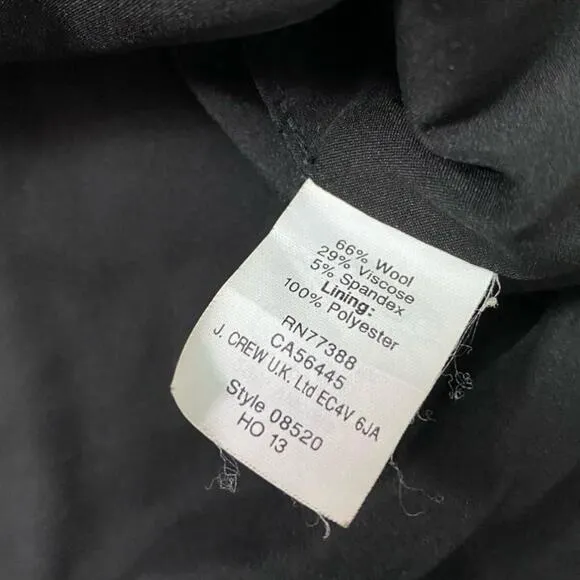 66% Wool
29% Viscose
5% Spandex
Lining:
100% Polyester
RN77388
CA56445
J. CREW U.K. Ltd EC4V 6JA
Style 08520
HO 13